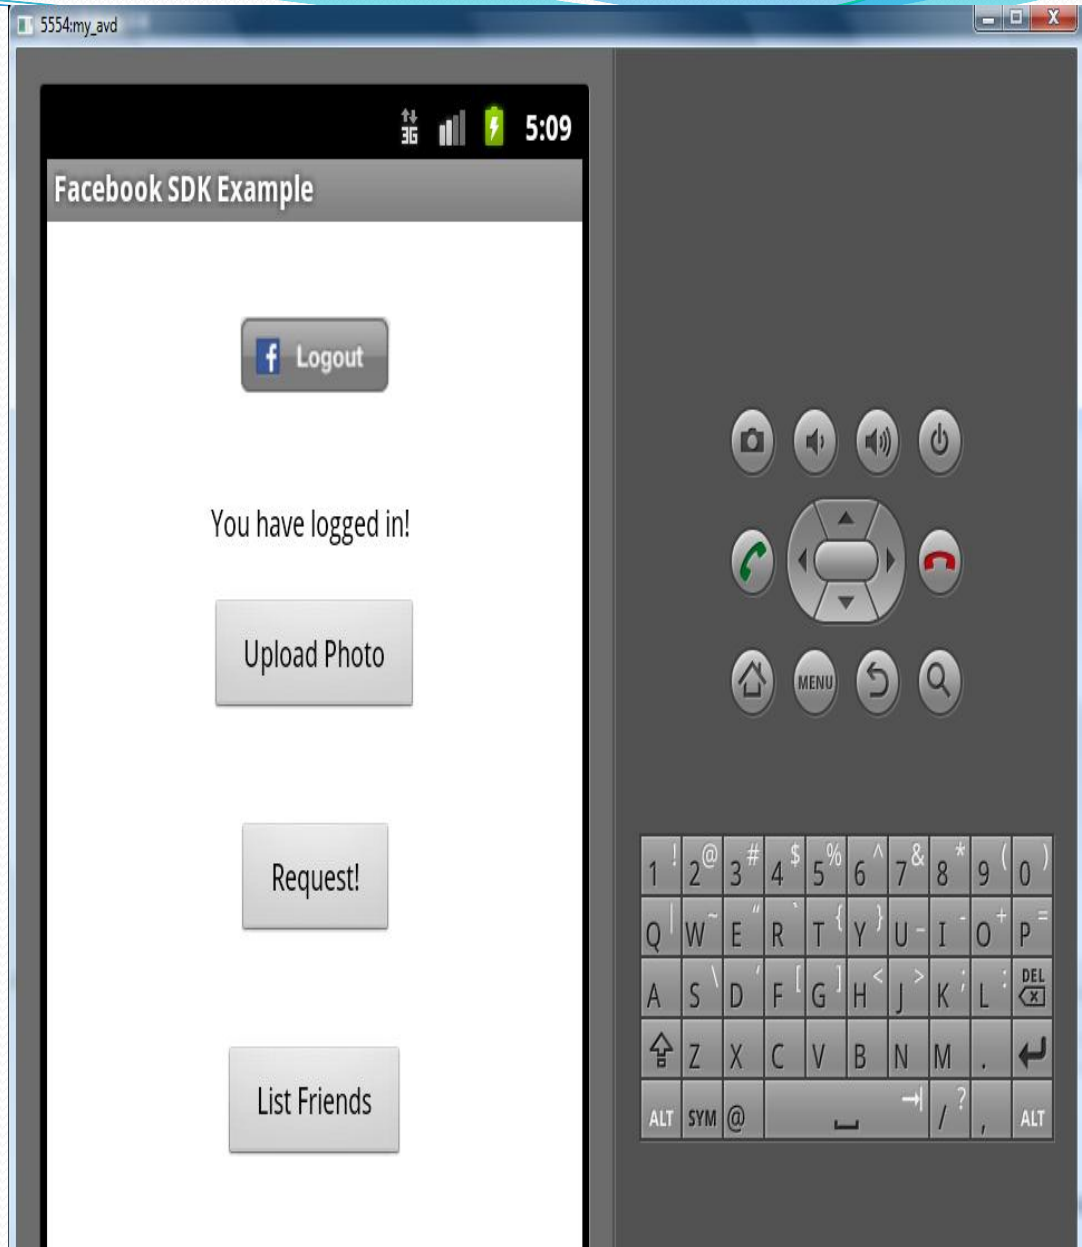 5554:my_avd
3G 5:09
Facebook SDK Example
f Logout
You have logged in!
Upload Photo
Request!
List Friends
MENU
1 ! 2 @ 3 # 4 $ 5 % 6 ^ 7 & 8 * 9 ( 0 )
Q | W ~ E " R ` T { Y } U _ I - O + P =
A S \ D ' F [ G ] H < J > K ; L : DEL
Z X C V B N M .
ALT SYM @ / ? , ALT